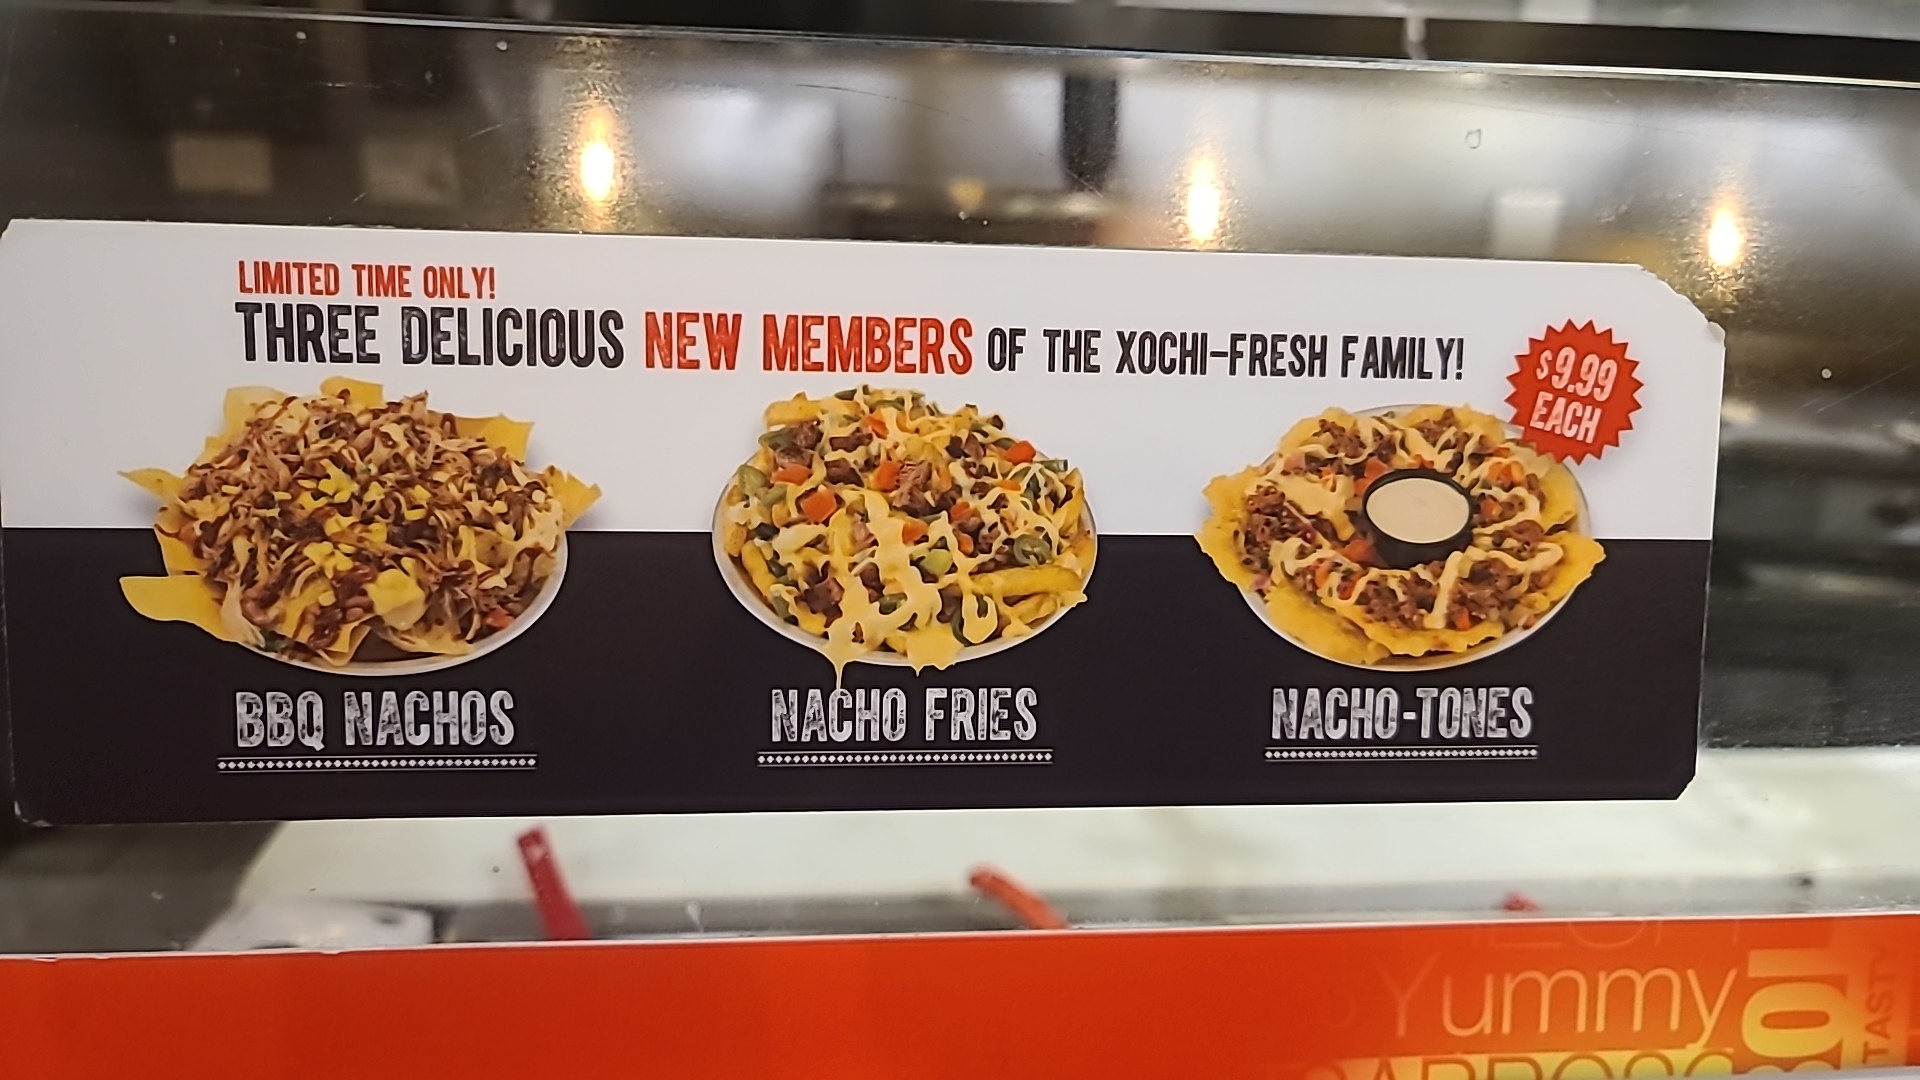 LIMITED TIME ONLY!
THREE DELICIOUS NEW MEMBERS OF THE XOCHI-FRESH FAMILY!
$9.99
EACH
BBQ NACHOS
NACHO FRIES
NACHO-TONES
Yummy
TASTY